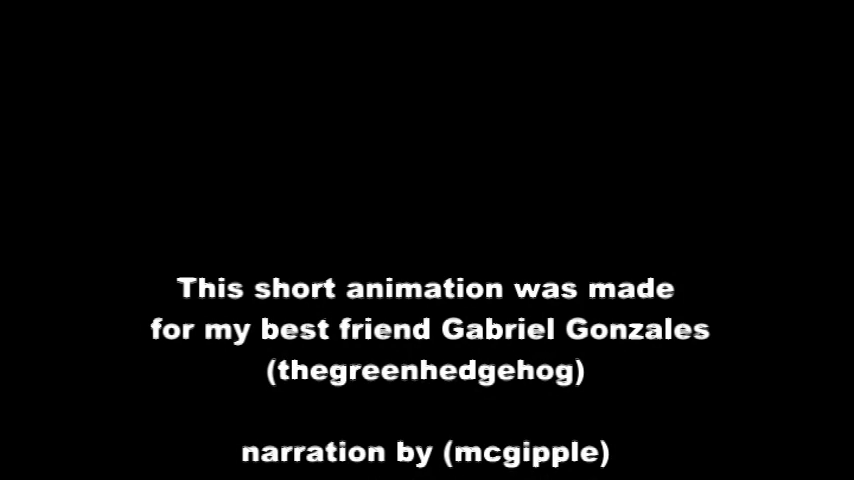 This short animation was made
for my best friend Gabriel Gonzales
(thegreenhedgehog)
narration by (mcgipple)